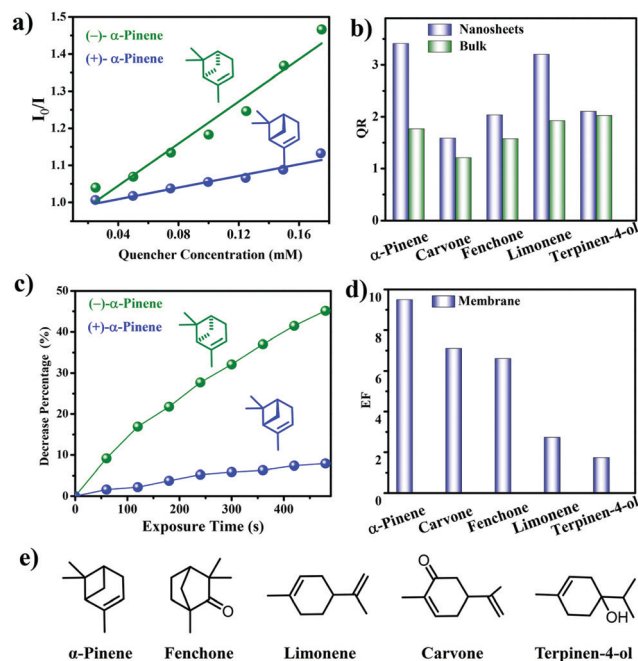 a)
(−)- α-Pinene
(+)- α-Pinene
I0/I
1.5
1.4
1.3
1.2
1.1
1.0
0.04
0.08
0.12
0.16
Quencher Concentration (mM)
b)
Nanosheets
Bulk
QR
3
2
1
0
α-Pinene
Carvone
Fenchone
Limonene
Terpinen-4-ol
c)
(−)-α-Pinene
(+)-α-Pinene
Decrease Percentage (%)
50
40
30
20
10
0
0
100
200
300
400
Exposure Time (s)
d)
Membrane
EF
10
8
6
4
2
0
α-Pinene
Carvone
Fenchone
Limonene
Terpinen-4-ol
e)
O
O
OH
α-Pinene
Fenchone
Limonene
Carvone
Terpinen-4-ol